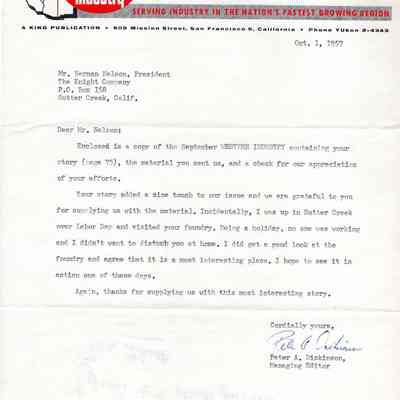 Industry
SERVING INDUSTRY IN THE NATION'S FASTEST GROWING REGION
A KING PUBLICATION • 609 Mission Street, San Francisco 5, California • Phone YUkon 2-4343
Oct. 1, 1957
Mr. Herman Nelson, President
The Knight Company
P.O. Box 158
Sutter Creek, Calif.
Dear Mr. Nelson:
Enclosed is a copy of the September WESTERN INDUSTRY containing your
story (page 75), the material you sent us, and a check for our appreciation
of your efforts.
Your story added a nice touch to our issue and we are grateful to you
for supplying us with the material. Incidentally, I was up in Sutter Creek
over Labor Day and visited your foundry. Being a holiday, no one was working
and I didn't want to disturb you at home. I did get a good look at the
foundry and agree that it is a most interesting place. I hope to see it in
action one of these days.
Again, thanks for supplying us with this most interesting story.
Cordially yours,
Pete A Dickinson
Peter A. Dickinson,
Managing Editor